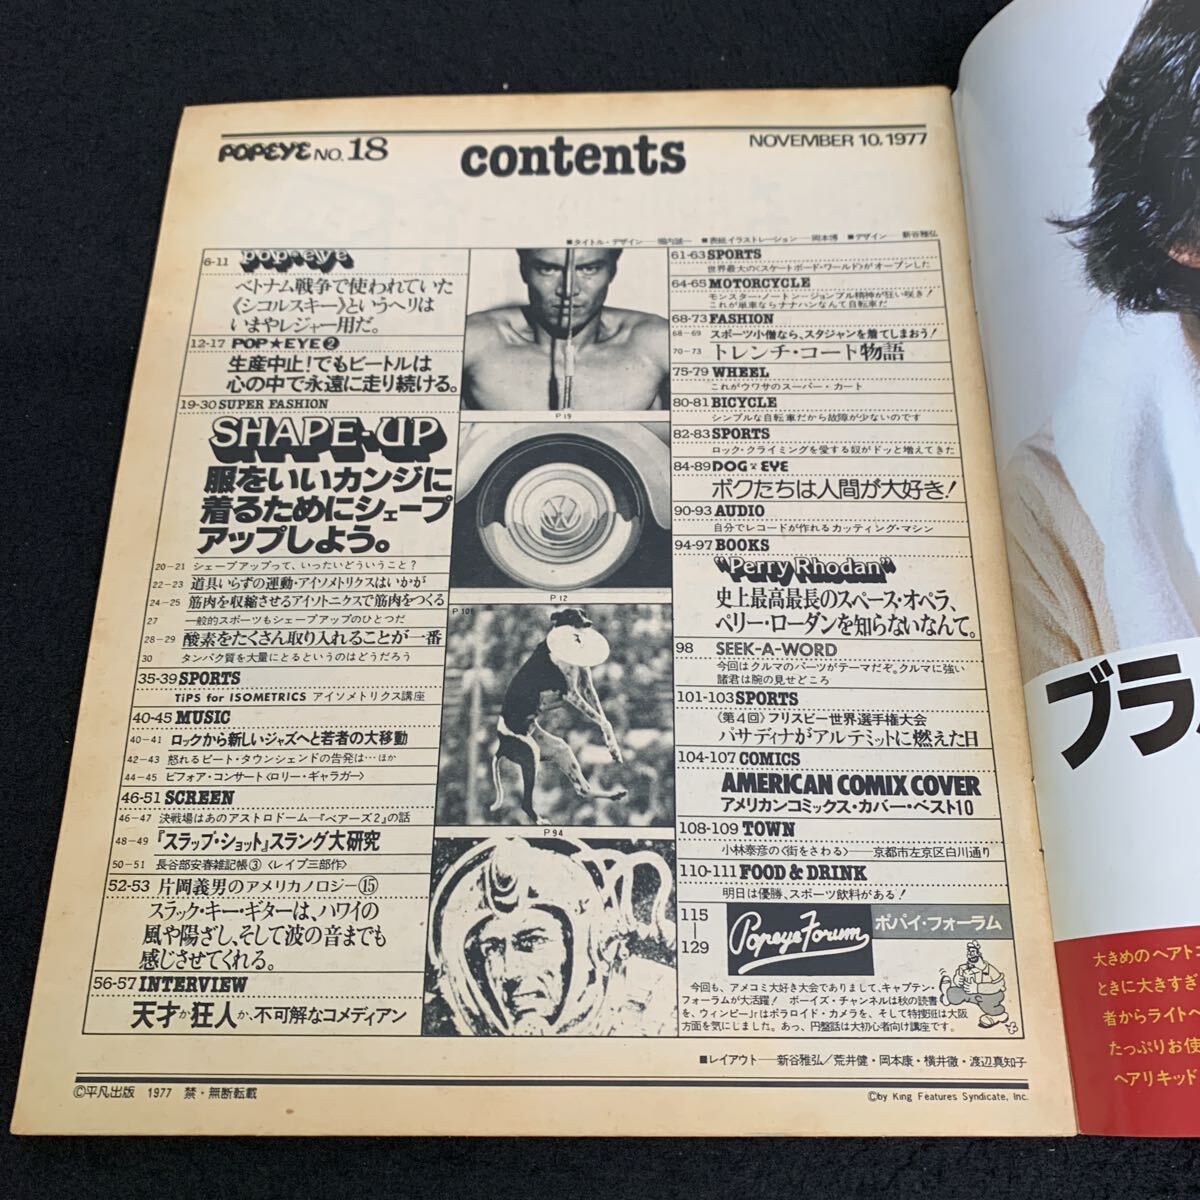 POPEYE NO.18
contents
NOVEMBER 10, 1977
■タイトル・デザイン──堀内誠一 ■表紙イラストレーション──岡本博 ■デザイン──新谷雅弘
6-11 pop★eye
ベトナム戦争で使われていた
《シコルスキー》というヘリは
いまやレジャー用だ。
12-17 POP★EYE❷
生産中止！でもビートルは
心の中で永遠に走り続ける。
19-30 SUPER FASHION
SHAPE-UP
服をいいカンジに
着るためにシェープ
アップしよう。
20－21 シェープアップって、いったいどういうこと？
22－23 道具いらずの運動・アイソメトリクスはいかが
24－25 筋肉を収縮させるアイソトニクスで筋肉をつくる
27 一般的スポーツもシェープアップのひとつだ
28－29 酸素をたくさん取り入れることが一番
30 タンパク質を大量にとるというのはどうだろう
35-39 SPORTS
TiPS for ISOMETRICS アイソメトリクス講座
40-45 MUSIC
40－41 ロックから新しいジャズへと若者の大移動
42－43 怒れるピート・タウンシェンドの告発は…ほか
44－45 ビフォア・コンサート〈ロリー・ギャラガー〉
46-51 SCREEN
46－47 決戦場はあのアストロドーム─『ベアーズ2』の話
48－49 『スラップ・ショット』スラング大研究
50－51 長谷部安春雑記帳③〈レイプ三部作〉
52-53 片岡義男のアメリカノロジー⑮
スラック・キー・ギターは、ハワイの
風や陽ざし、そして波の音までも
感じさせてくれる。
56-57 INTERVIEW
天才か狂人か、不可解なコメディアン
P 19
P 12
P 101
P 94
61-63 SPORTS
世界最大の〈スケートボード・ワールド〉がオープンした
64-65 MOTORCYCLE
モンスター・ノートン─ジョンブル精神が狂い咲き！
これが単車ならナナハンなんて自転車だ
68-73 FASHION
68－69 スポーツ小僧なら、スタジャンを着てしまおう！
70－73 トレンチ・コート物語
75-79 WHEEL
これがウワサのスーパー・カート
80-81 BICYCLE
シンプルな自転車だから故障が少ないのです
82-83 SPORTS
ロック・クライミングを愛する奴がドッと増えてきた
84-89 DOG★EYE
ボクたちは人間が大好き！
90-93 AUDIO
自分でレコードが作れるカッティング・マシン
94-97 BOOKS
"Perry Rhodan"
史上最高最長のスペース・オペラ、
ペリー・ローダンを知らないなんて。
98 SEEK-A-WORD
今回はクルマのパーツがテーマだぞ。クルマに強い
諸君は腕の見せどころ
101-103 SPORTS
〈第4回〉フリスビー世界選手権大会
パサディナがアルテミットに燃えた日
104-107 COMICS
AMERICAN COMIX COVER
アメリカンコミックス・カバー・ベスト10
108-109 TOWN
小林泰彦の〈街をさわる〉──京都市左京区白川通り
110-111 FOOD & DRINK
明日は優勝、スポーツ飲料がある！
115
｜
129
Popeye Forum
ポパイ・フォーラム
今回も、アメコミ大好き大会でありまして、キャプテン・
フォーラムが大活躍！ ボーイズ・チャンネルは秋の読書
を、ウィンピーJrはポラロイド・カメラを、そして特捜班は大阪
方面を気にしました。あっ、円盤話は大初心者向け講座です。
■レイアウト──新谷雅弘／荒井健・岡本康・横井徹・渡辺真知子
©平凡出版 1977 禁・無断転載
©by King Features Syndicate, Inc.
ブラ
大きめのヘアトニ
ときに大きすぎ
者からライトヘ
たっぷりお使
ヘアリキッド